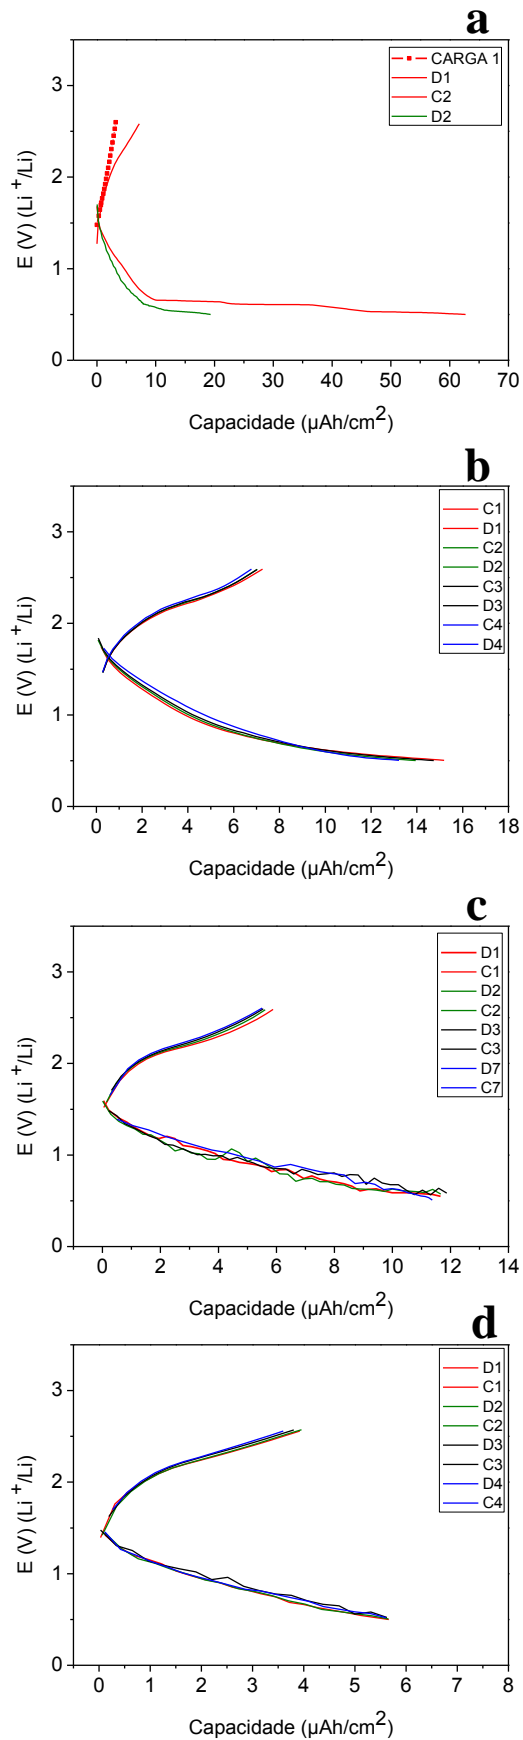 a
CARGA 1
D1
C2
D2
3
2
1
0
E (V) (Li +/Li)
0 10 20 30 40 50 60 70
Capacidade (µAh/cm2)
b
C1
D1
C2
D2
C3
D3
C4
D4
3
2
1
0
E (V) (Li +/Li)
0 2 4 6 8 10 12 14 16 18
Capacidade (µAh/cm2)
c
D1
C1
D2
C2
D3
C3
D7
C7
3
2
1
0
E (V) (Li +/Li)
0 2 4 6 8 10 12 14
Capacidade (µAh/cm2)
d
D1
C1
D2
C2
D3
C3
D4
C4
3
2
1
0
E (V) (Li +/Li)
0 1 2 3 4 5 6 7 8
Capacidade (µAh/cm2)